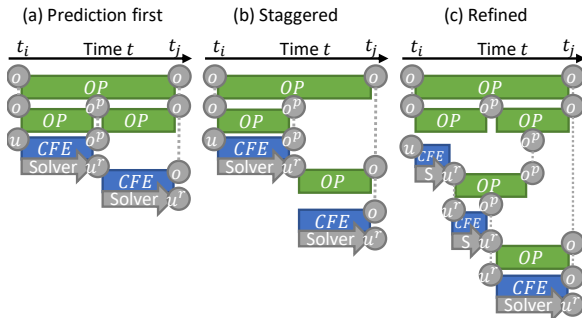 (a) Prediction first (b) Staggered (c) Refined
t_i Time t t_j t_i Time t t_j t_i Time t t_j
o OP o o OP o o OP o
o OP o^p OP o o OP o^p o OP o^p OP o
u CFE u CFE u CFE o^p
Solver u^r o Solver u^r o S u^r OP
CFE OP u^r o^p
Solver u^r CFE o CFE
Solver u^r S u^r o
OP
u^r CFE o
Solver u^r